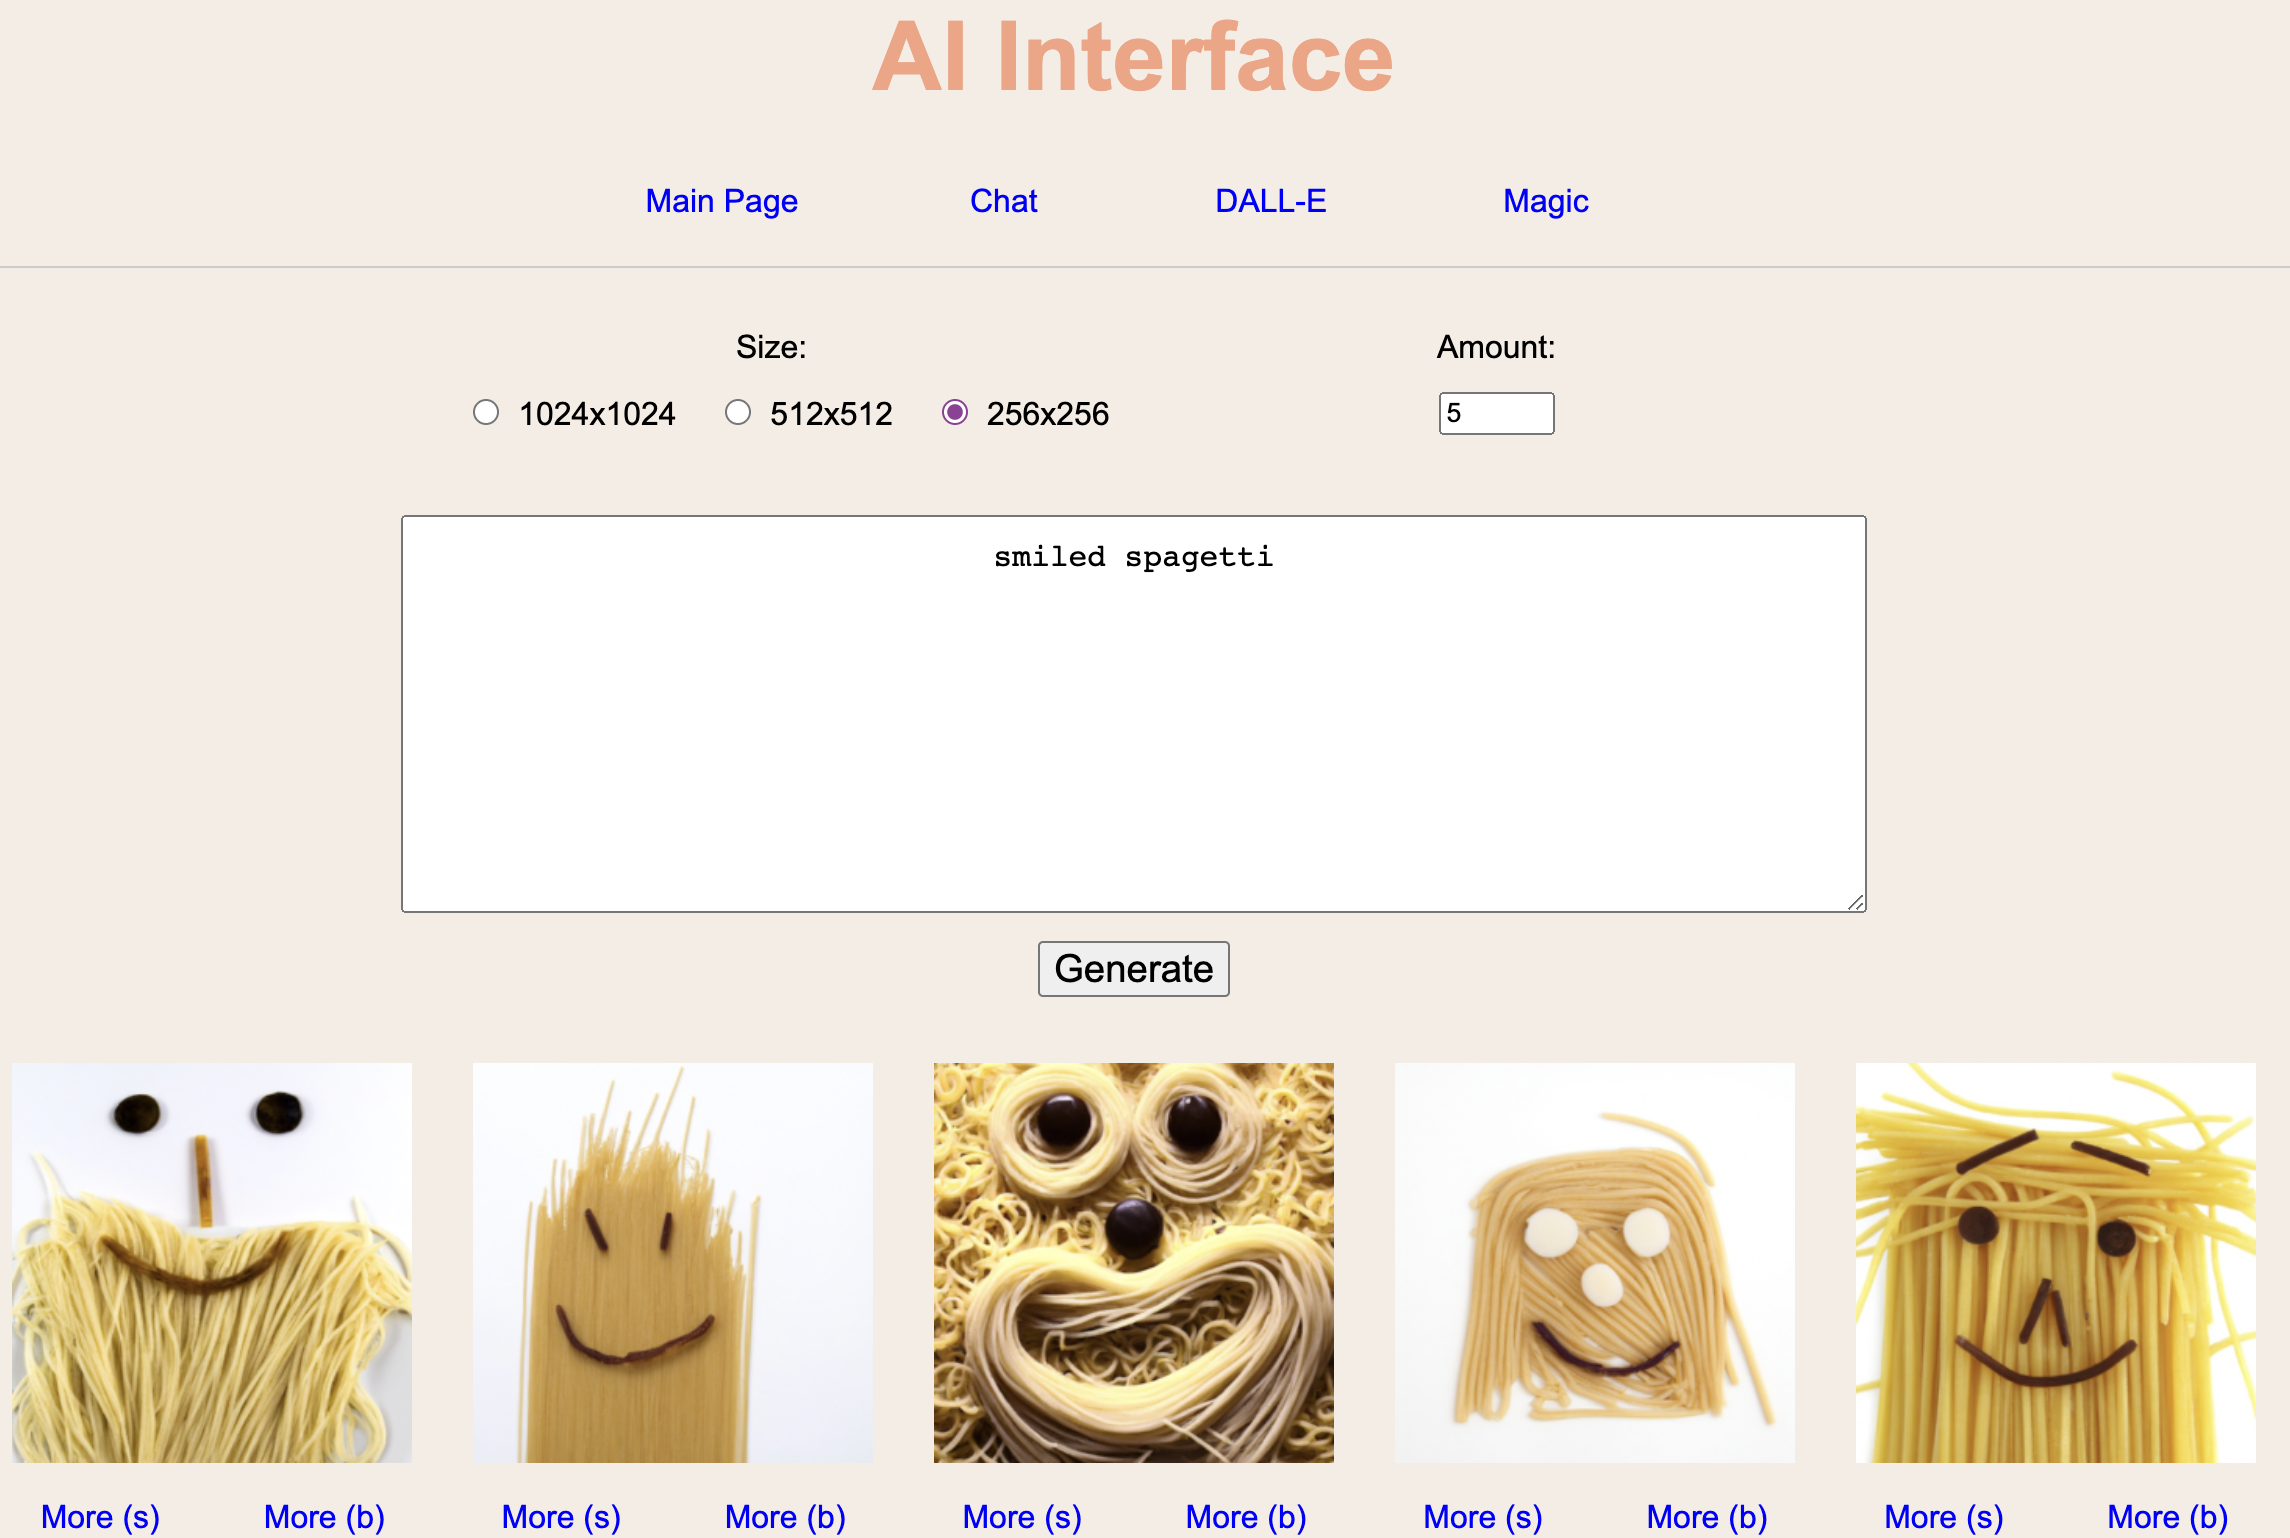 AI Interface
Main Page Chat DALL-E Magic
Size: Amount:
1024x1024 512x512 256x256 5
smiled spagetti
Generate
More (s) More (b) More (s) More (b) More (s) More (b) More (s) More (b) More (s) More (b)